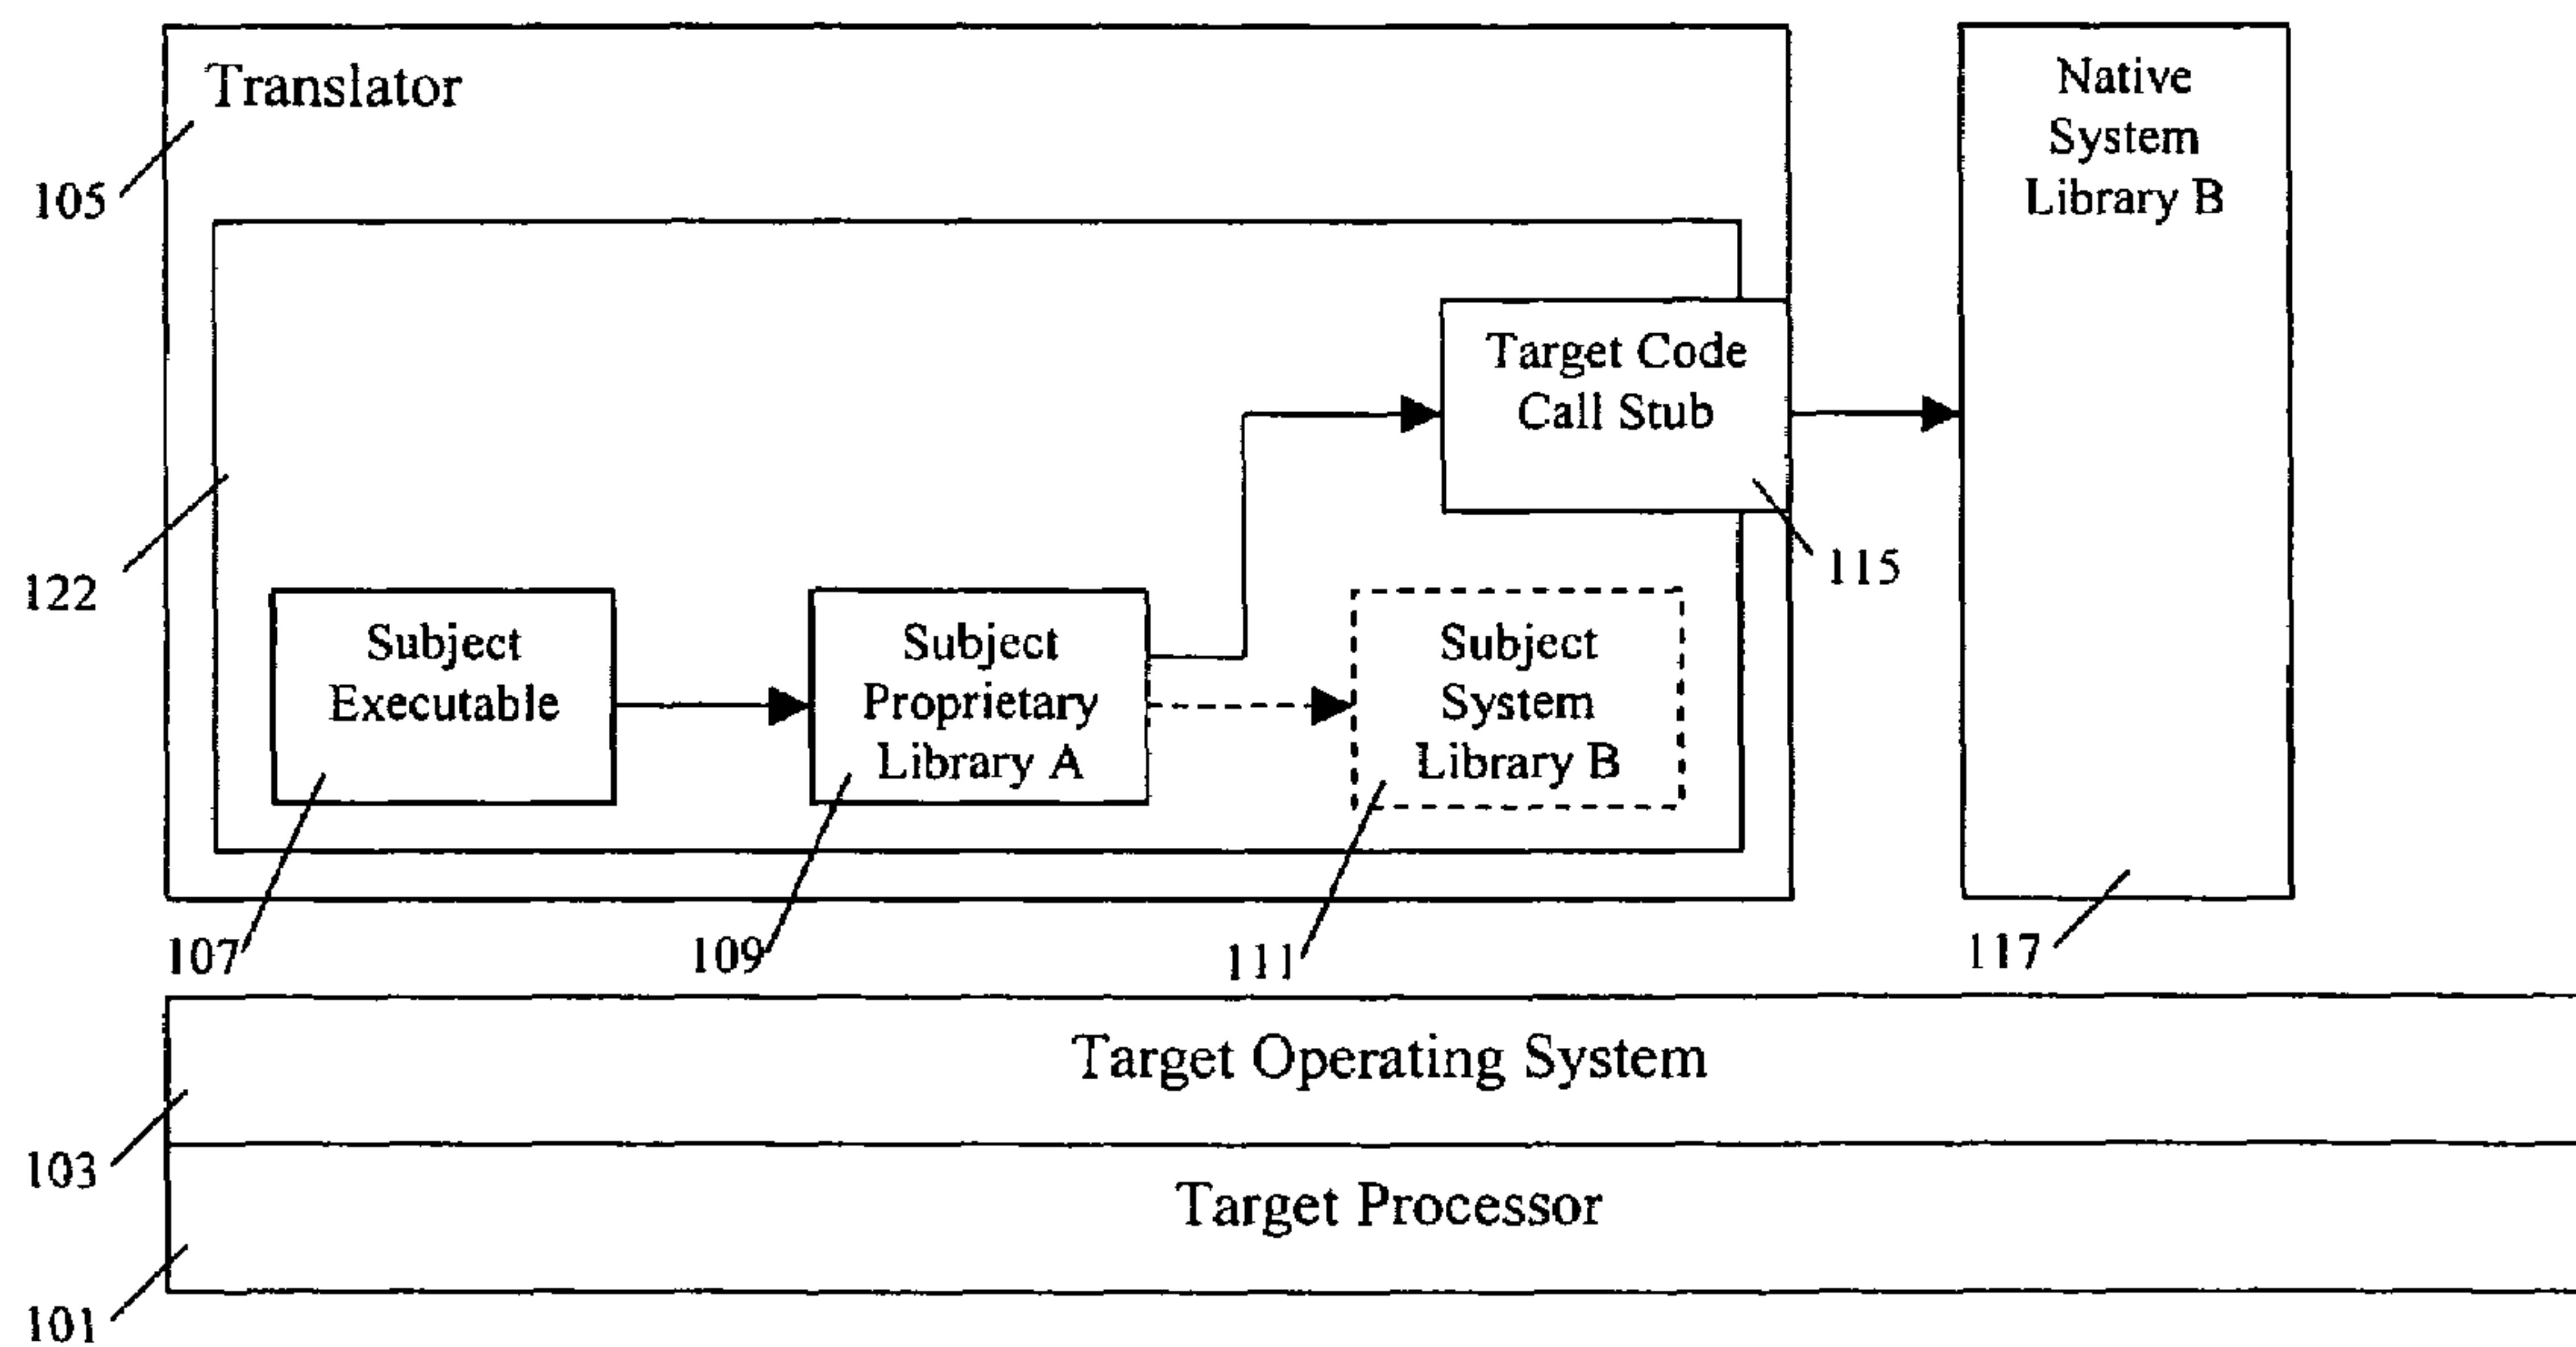 Translator
Native
System
Library B
105
Target Code
Call Stub
115
122
Subject
Executable
Subject
Proprietary
Library A
Subject
System
Library B
107
109
111
117
Target Operating System
103
Target Processor
101